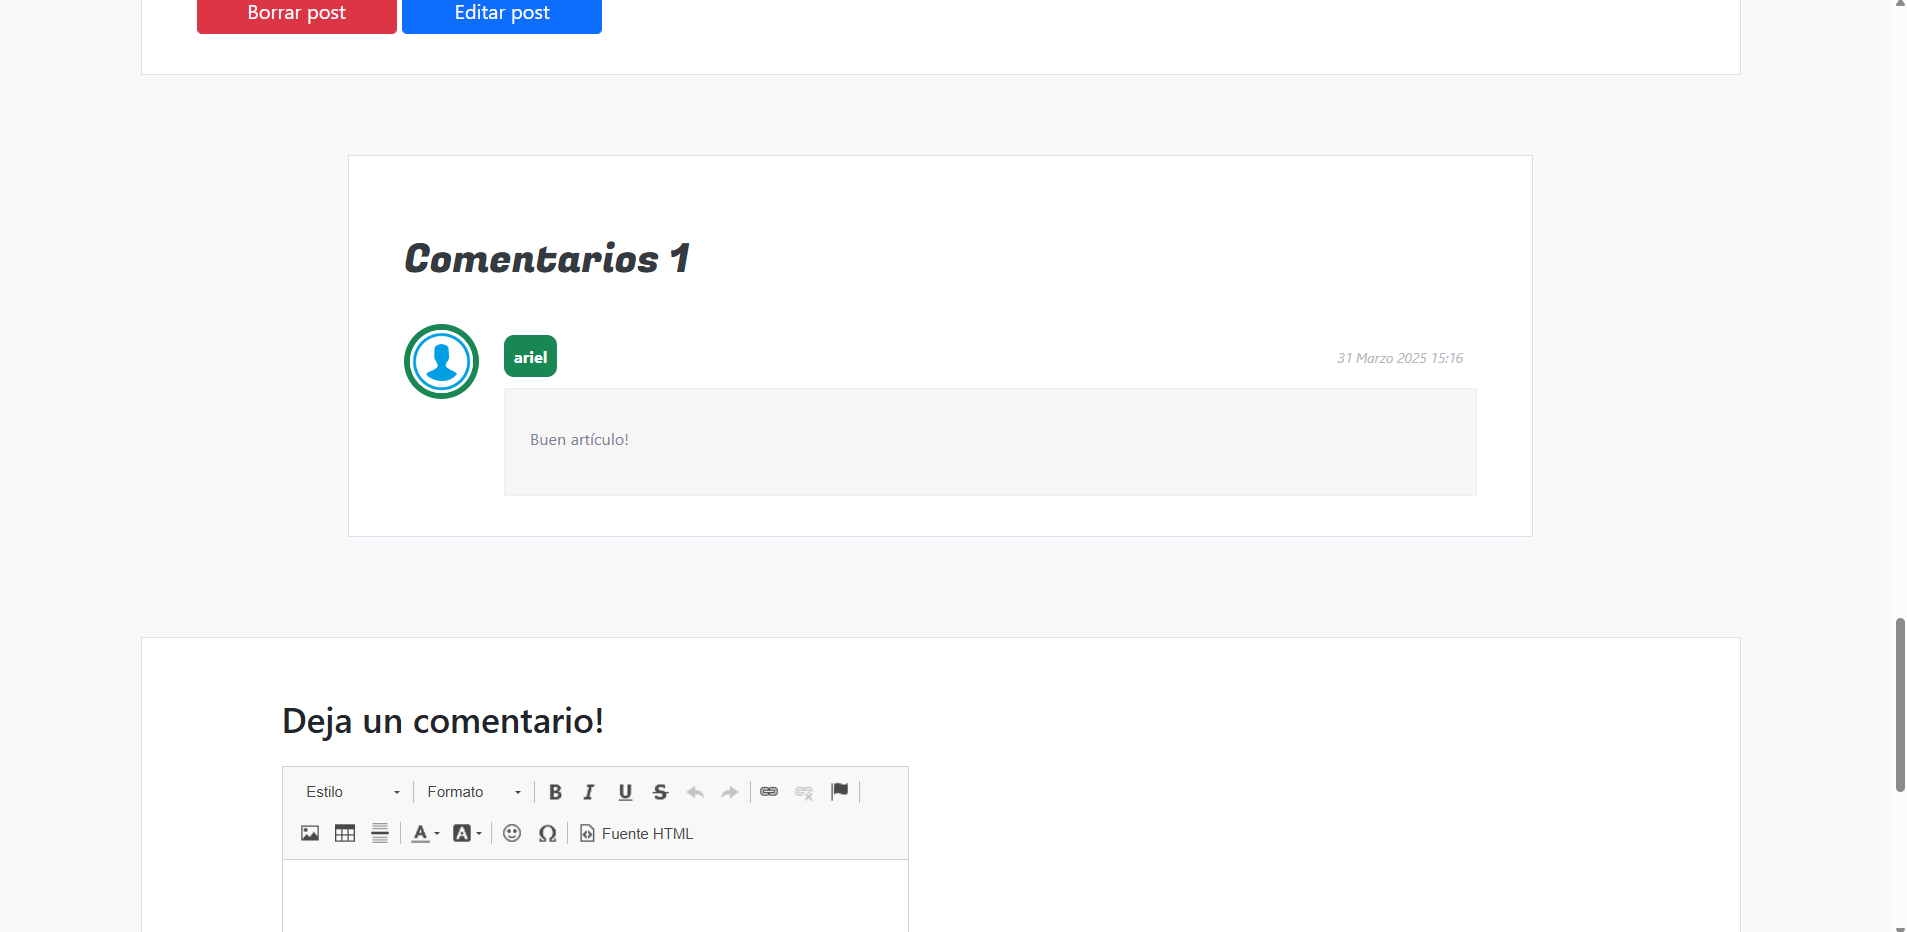 Borrar post Editar post
Comentarios 1
ariel 31 Marzo 2025 15:16
Buen artículo!
Deja un comentario!
Estilo Formato B I U S
A A Ω Fuente HTML